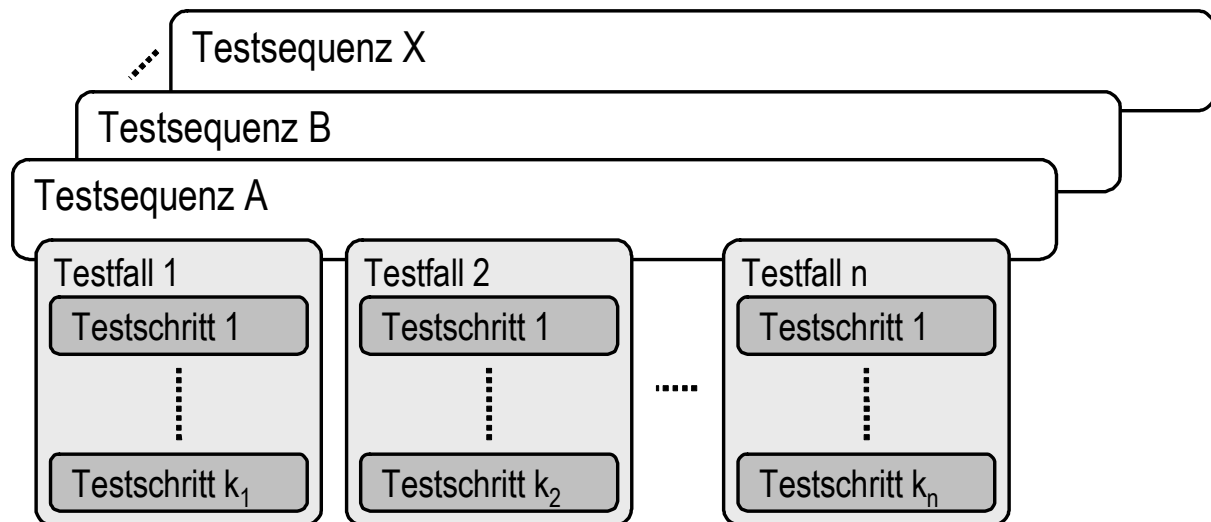 Testsequenz X
Testsequenz B
Testsequenz A
Testfall 1
Testschritt 1
Testschritt k₁
Testfall 2
Testschritt 1
Testschritt k₂
Testfall n
Testschritt 1
Testschritt kₙ